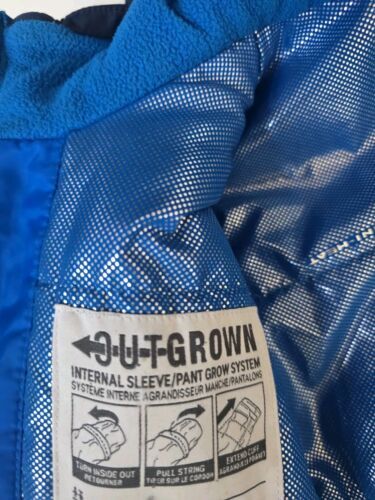 OUTGROWN
INTERNAL SLEEVE/PANT GROW SYSTEM
SYSTÈME INTERNE AGRANDISSEUR MANCHE/PANTALONS
TURN INSIDE OUT
RETOURNER
PULL STRING
TIRER SUR LE CORDON
EXTEND CUFF